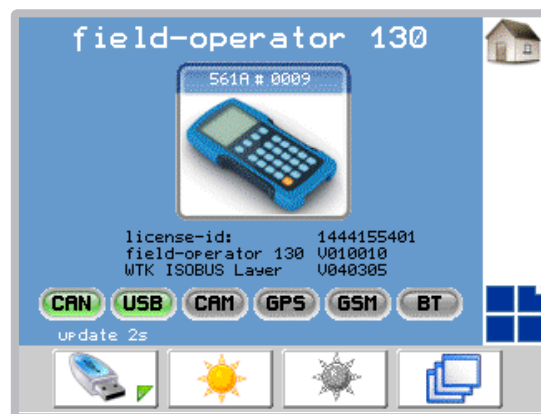 field-operator 130
561A # 0009
license-id: 1444155401
field-operator 130 V010010
WTK ISOBUS Layer V040305
CAN USB CAM GPS GSM BT
update 2s